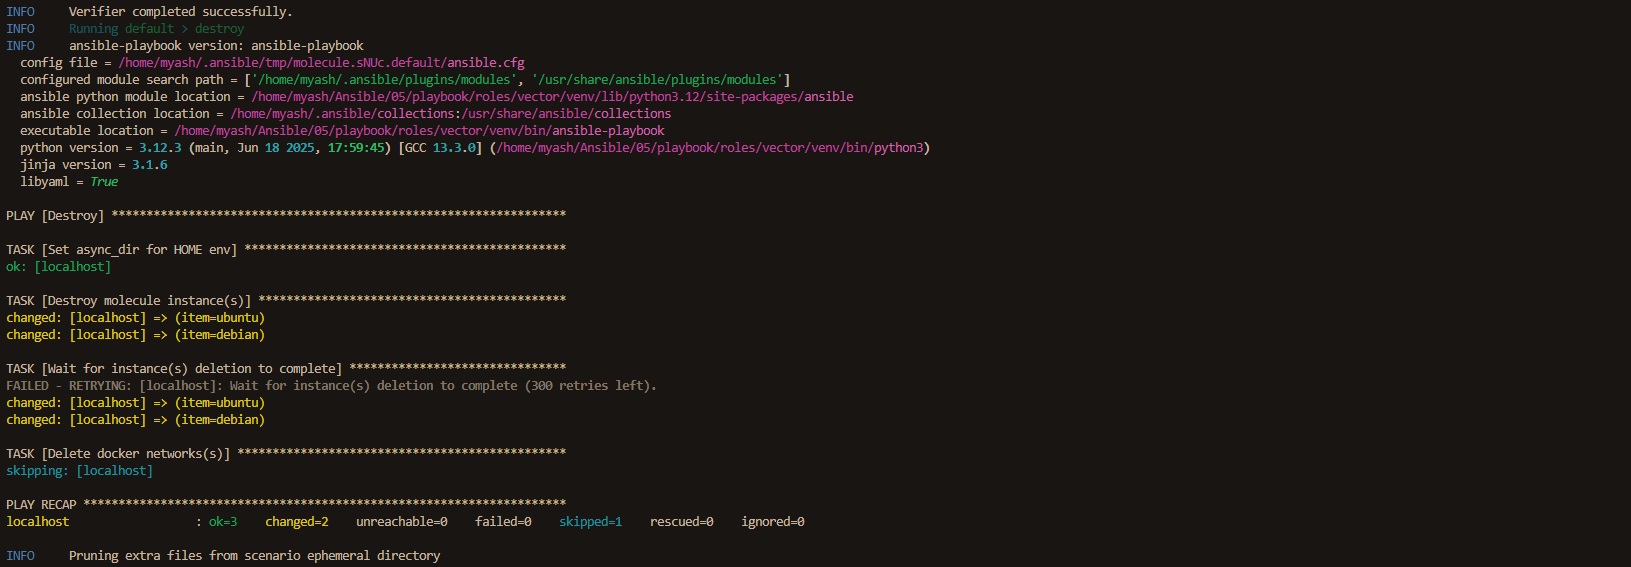 INFO     Verifier completed successfully.
INFO     Running default > destroy
INFO     ansible-playbook version: ansible-playbook
  config file = /home/myash/.ansible/tmp/molecule.sNUc.default/ansible.cfg
  configured module search path = ['/home/myash/.ansible/plugins/modules', '/usr/share/ansible/plugins/modules']
  ansible python module location = /home/myash/Ansible/05/playbook/roles/vector/venv/lib/python3.12/site-packages/ansible
  ansible collection location = /home/myash/.ansible/collections:/usr/share/ansible/collections
  executable location = /home/myash/Ansible/05/playbook/roles/vector/venv/bin/ansible-playbook
  python version = 3.12.3 (main, Jun 18 2025, 17:59:45) [GCC 13.3.0] (/home/myash/Ansible/05/playbook/roles/vector/venv/bin/python3)
  jinja version = 3.1.6
  libyaml = True
PLAY [Destroy] *****************************************************************
TASK [Set async_dir for HOME env] **********************************************
ok: [localhost]
TASK [Destroy molecule instance(s)] ********************************************
changed: [localhost] => (item=ubuntu)
changed: [localhost] => (item=debian)
TASK [Wait for instance(s) deletion to complete] *******************************
FAILED - RETRYING: [localhost]: Wait for instance(s) deletion to complete (300 retries left).
changed: [localhost] => (item=ubuntu)
changed: [localhost] => (item=debian)
TASK [Delete docker networks(s)] ***********************************************
skipping: [localhost]
PLAY RECAP *********************************************************************
localhost                  : ok=3    changed=2    unreachable=0    failed=0    skipped=1    rescued=0    ignored=0
INFO     Pruning extra files from scenario ephemeral directory